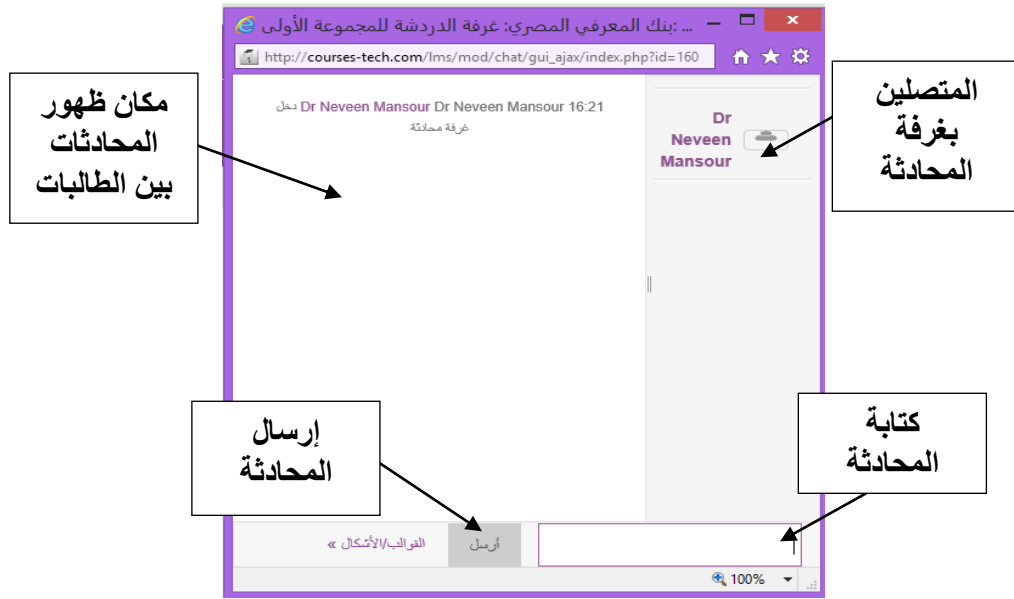 ... :بنك المعرفي المصري: غرفة الدردشة للمجموعة الأولى
http://courses-tech.com/lms/mod/chat/gui_ajax/index.php?id=160
المتصلين
بغرفة
المحادثة
مكان ظهور
المحادثات
بين الطالبات
Dr
Neveen
Mansour
16:21 Dr Neveen Mansour Dr Neveen Mansour دخل
غرفة محادثة
كتابة
المحادثة
إرسال
المحادثة
أرسل
القوالب/الأشكال »
100%